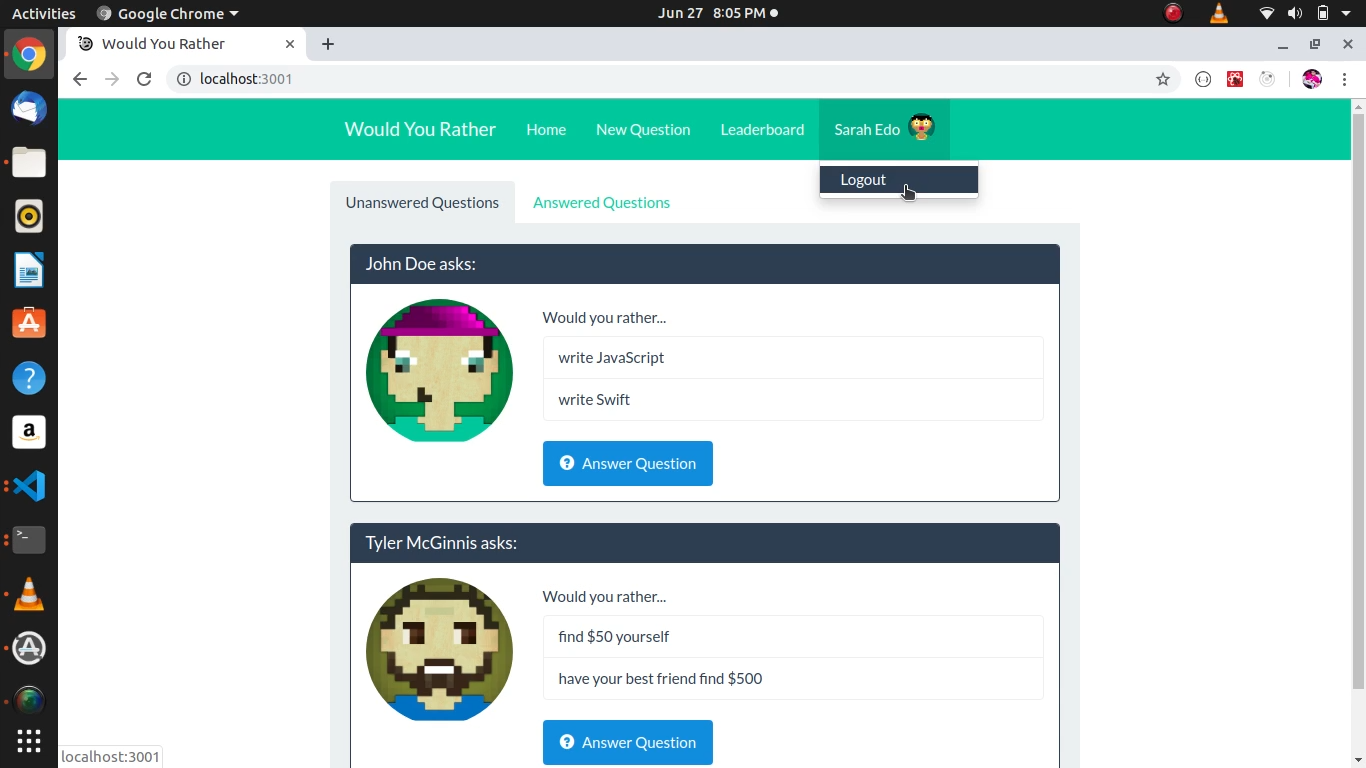 Activities Google Chrome Jun 27 8:05 PM
Would You Rather
localhost:3001
Would You Rather Home New Question Leaderboard Sarah Edo
Logout
Unanswered Questions Answered Questions
John Doe asks:
Would you rather...
write JavaScript
write Swift
? Answer Question
Tyler McGinnis asks:
Would you rather...
find $50 yourself
have your best friend find $500
? Answer Question
localhost:3001